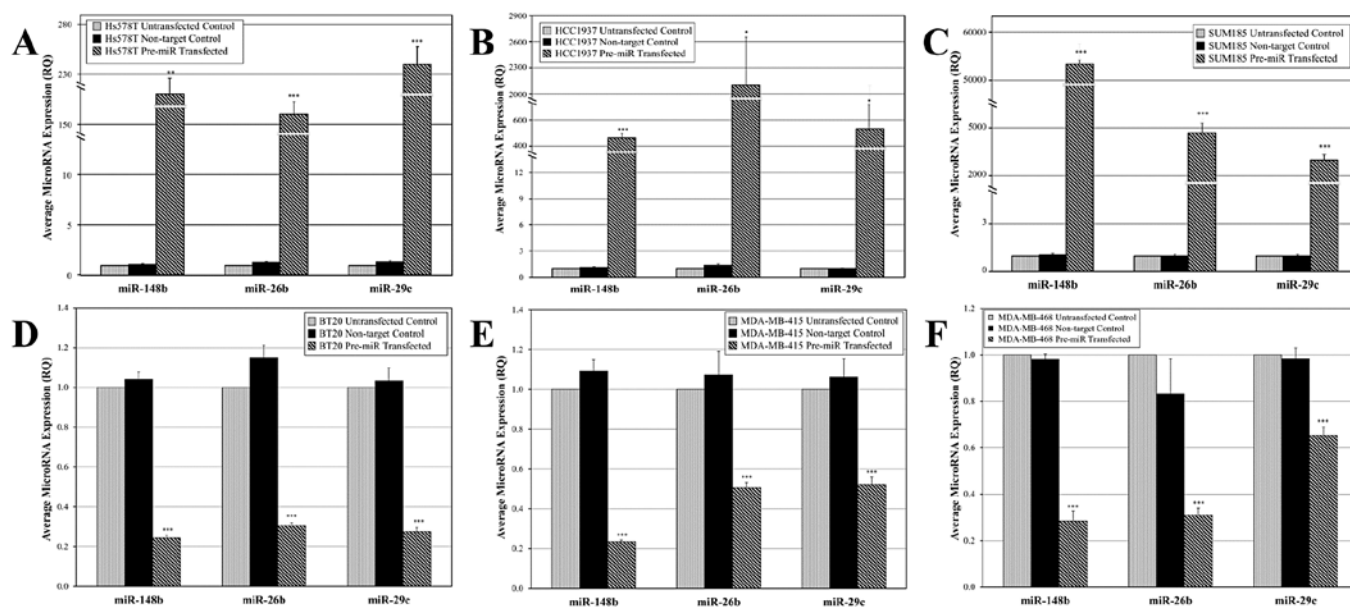 A
Average MicroRNA Expression (RQ)
280
230
150
10
5
0
Hs578T Untransfected Control
Hs578T Non-target Control
Hs578T Pre-miR Transfected
**
***
***
miR-148b
miR-26b
miR-29c
B
Average MicroRNA Expression (RQ)
2900
2600
2300
2000
600
400
12
9
6
3
0
HCC1937 Untransfected Control
HCC1937 Non-target Control
HCC1937 Pre-miR Transfected
***
*
*
miR-148b
miR-26b
miR-29c
C
Average MicroRNA Expression (RQ)
60000
50000
5000
2000
3
0
SUM185 Untransfected Control
SUM185 Non-target Control
SUM185 Pre-miR Transfected
***
***
***
miR-148b
miR-26b
miR-29c
D
Average MicroRNA Expression (RQ)
1.4
1.2
1.0
0.8
0.6
0.4
0.2
0.0
BT20 Untransfected Control
BT20 Non-target Control
BT20 Pre-miR Transfected
***
***
***
miR-148b
miR-26b
miR-29c
E
Average MicroRNA Expression (RQ)
1.4
1.2
1.0
0.8
0.6
0.4
0.2
0.0
MDA-MB-415 Untransfected Control
MDA-MB-415 Non-target Control
MDA-MB-415 Pre-miR Transfected
***
***
***
miR-148b
miR-26b
miR-29c
F
Average MicroRNA Expression (RQ)
1.2
1.0
0.8
0.6
0.4
0.2
0.0
MDA-MB-468 Untransfected Control
MDA-MB-468 Non-target Control
MDA-MB-468 Pre-miR Transfected
***
***
***
miR-148b
miR-26b
miR-29c